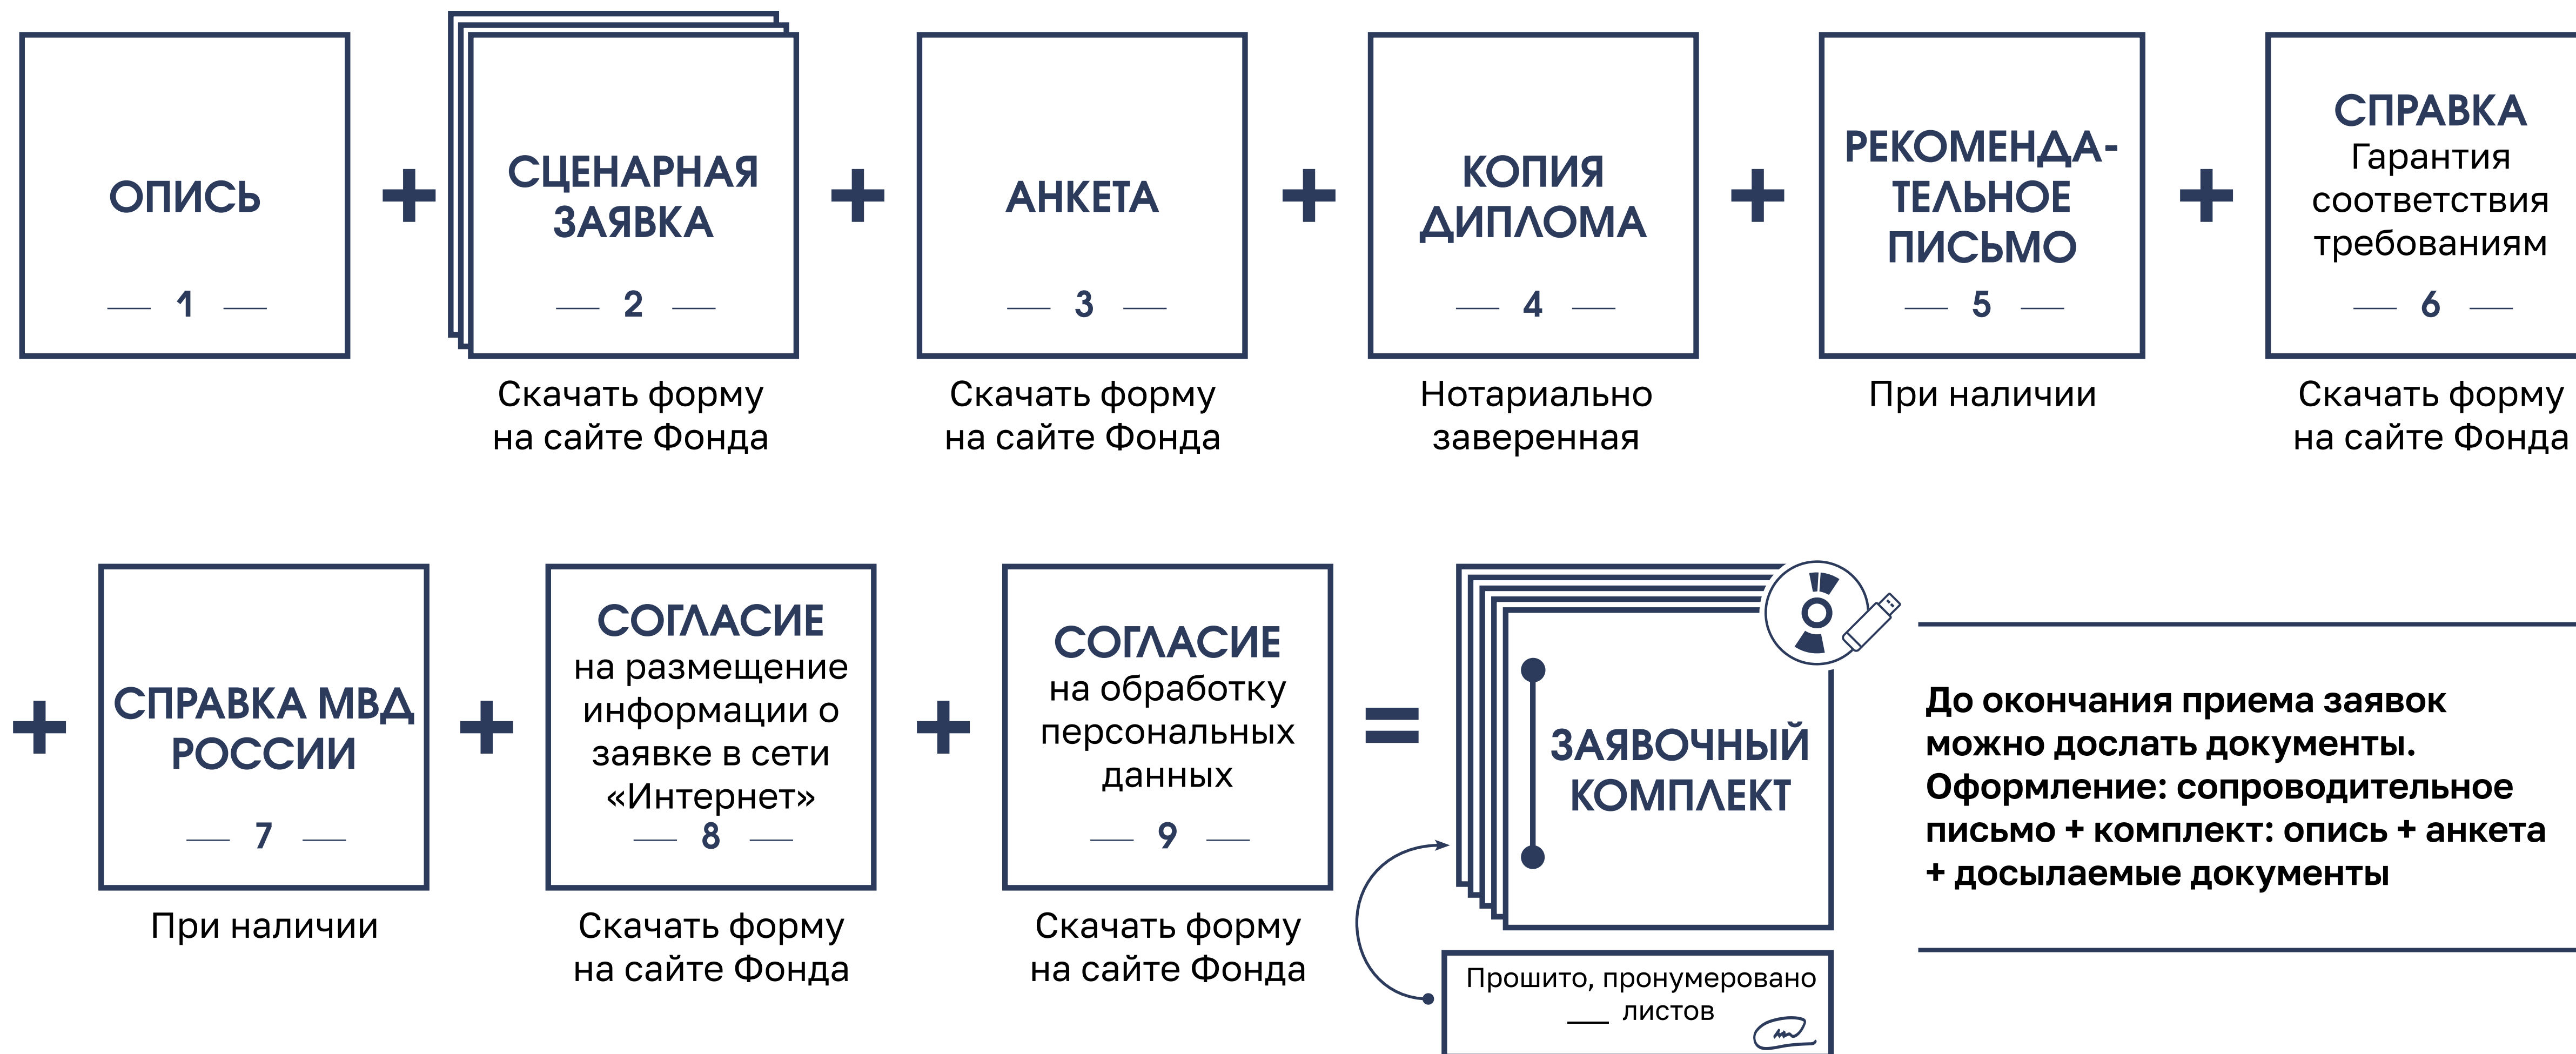 ОПИСЬ
1
+
СЦЕНАРНАЯ
ЗАЯВКА
2
Скачать форму
на сайте Фонда
+
АНКЕТА
3
Скачать форму
на сайте Фонда
+
КОПИЯ
ДИПЛОМА
4
Нотариально
заверенная
+
РЕКОМЕНДА-
ТЕЛЬНОЕ
ПИСЬМО
5
При наличии
+
СПРАВКА
Гарантия
соответствия
требованиям
6
Скачать форму
на сайте Фонда
+
СПРАВКА МВД
РОССИИ
7
При наличии
+
СОГЛАСИЕ
на размещение
информации о
заявке в сети
«Интернет»
8
Скачать форму
на сайте Фонда
+
СОГЛАСИЕ
на обработку
персональных
данных
9
Скачать форму
на сайте Фонда
=
ЗАЯВОЧНЫЙ
КОМПЛЕКТ
Прошито, пронумеровано
___ листов
До окончания приема заявок
можно дослать документы.
Оформление: сопроводительное
письмо + комплект: опись + анкета
+ досылаемые документы